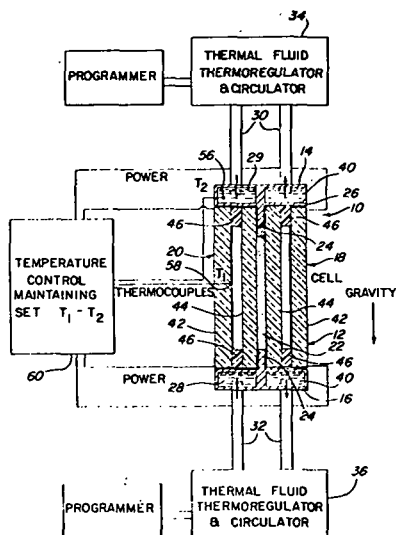 34
THERMAL FLUID
THERMOREGULATOR
& CIRCULATOR
PROGRAMMER
30
56
29
14
POWER
T2
40
26
10
46
46
24
20
18
58
T1
CELL
TEMPERATURE
CONTROL
MAINTAINING
SET T1 - T2
THERMOCOUPLES
GRAVITY
44
44
42
42
12
22
46
46
60
POWER
40
28
24
16
32
36
PROGRAMMER
THERMAL FLUID
THERMOREGULATOR
& CIRCULATOR